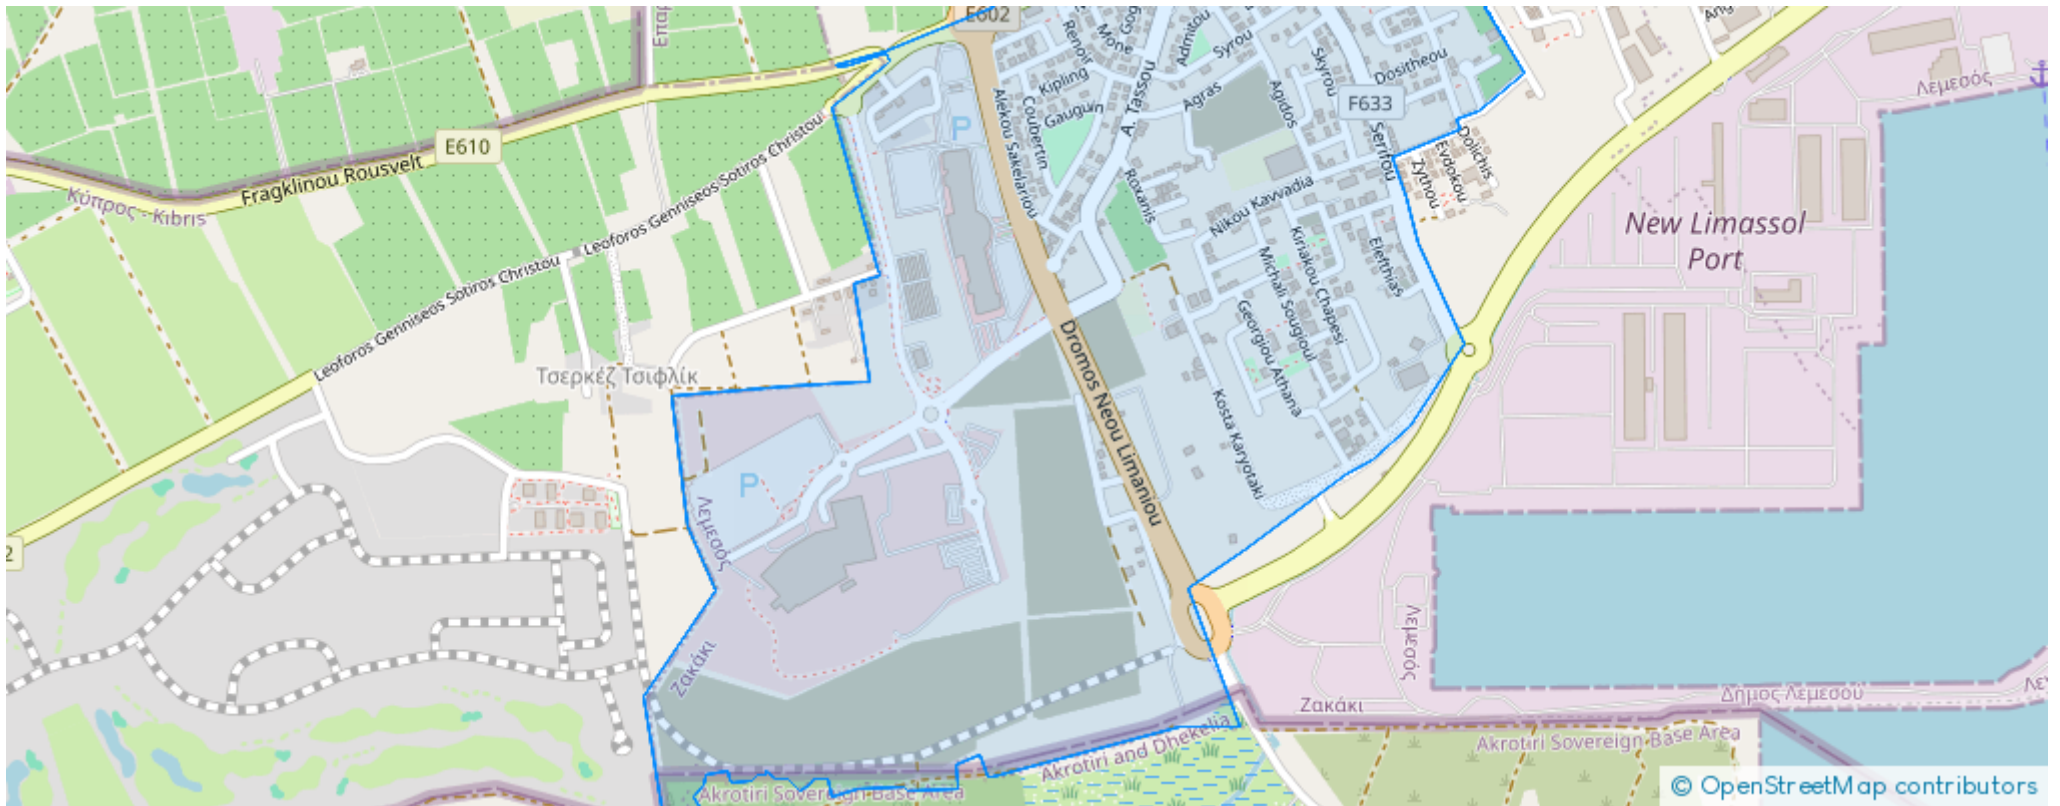 E602
Επαρ
Renoir
Mone
Gog
Admitou
Syrou
Skyrou
Dositheou
Ang
Kipling
Coubertin
Gauguin
A. Tassou
Agras
Agidos
F633
Λεμεσός
P
Alekou Sakelariou
Serifou
Dolichis
Evdokou
Zythou
E610
Fragklinou Rousvelt
Κύπρος - Kıbrıs
Leoforos Genniseos Sotiros Christou
Leoforos Genniseos Sotiros Christou
Roxanis
Nikou Kavvadia
New Limassol
Port
Kiriakou Chapesi
Elefthias
Michali Sougioul
Georgiou Athana
Dromos Neou Limaniou
Τσερκέζ Τσιφλίκ
Kosta Karyotaki
P
Λεμεσός
2
Λεμεσός
Ζακάκι
Ζακάκι
Δήμος Λεμεσού
Λε
Akrotiri and Dhekelia
Akrotiri Sovereign Base Area
Akrotiri Sovereign Base Area
© OpenStreetMap contributors